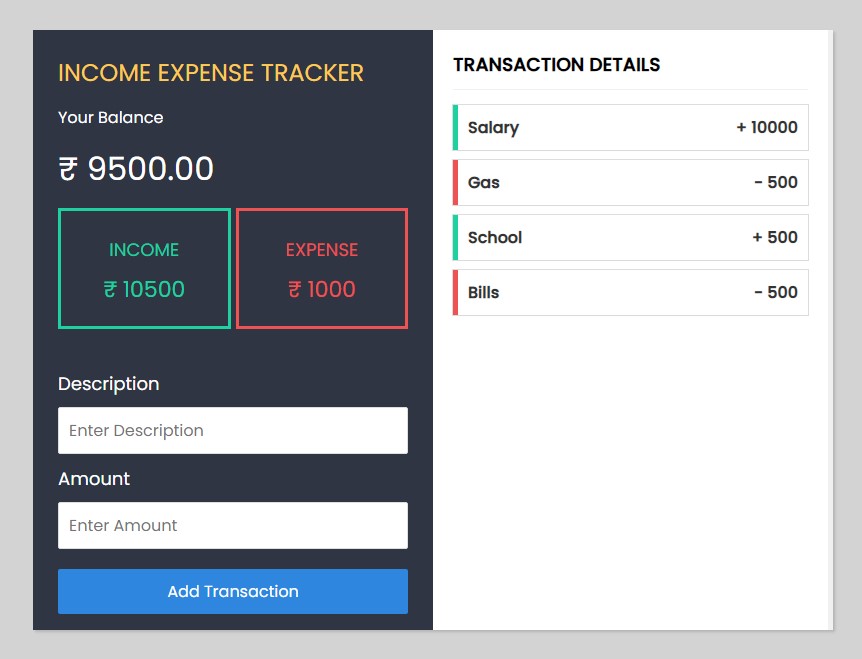 INCOME EXPENSE TRACKER
Your Balance
₹ 9500.00
INCOME
₹ 10500
EXPENSE
₹ 1000
Description
Enter Description
Amount
Enter Amount
Add Transaction
TRANSACTION DETAILS
Salary + 10000
Gas - 500
School + 500
Bills - 500